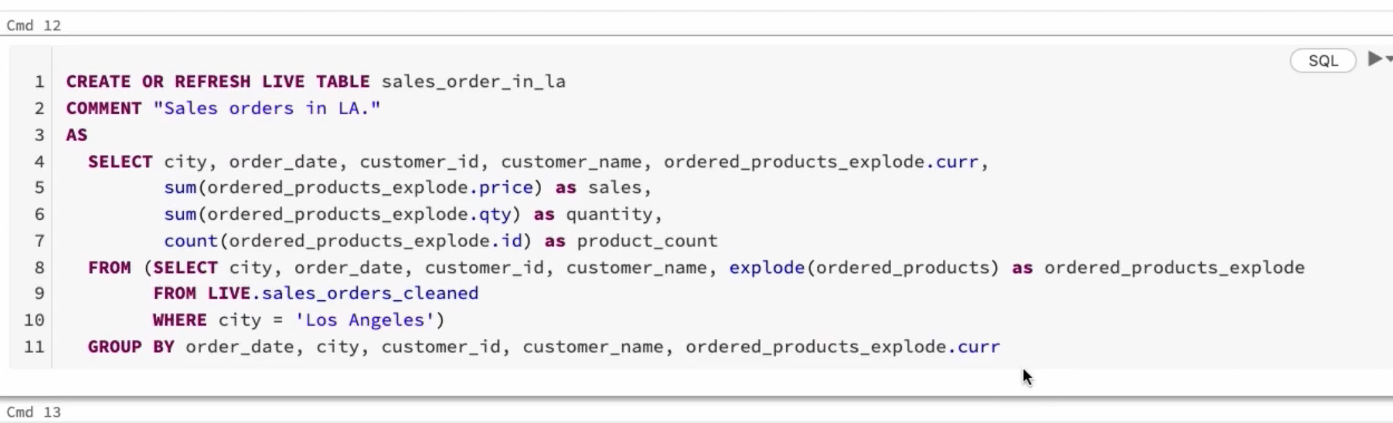 Cmd 12
SQL
1 CREATE OR REFRESH LIVE TABLE sales_order_in_la
2 COMMENT "Sales orders in LA."
3 AS
4 SELECT city, order_date, customer_id, customer_name, ordered_products_explode.curr,
5 sum(ordered_products_explode.price) as sales,
6 sum(ordered_products_explode.qty) as quantity,
7 count(ordered_products_explode.id) as product_count
8 FROM (SELECT city, order_date, customer_id, customer_name, explode(ordered_products) as ordered_products_explode
9 FROM LIVE.sales_orders_cleaned
10 WHERE city = 'Los Angeles')
11 GROUP BY order_date, city, customer_id, customer_name, ordered_products_explode.curr
Cmd 13